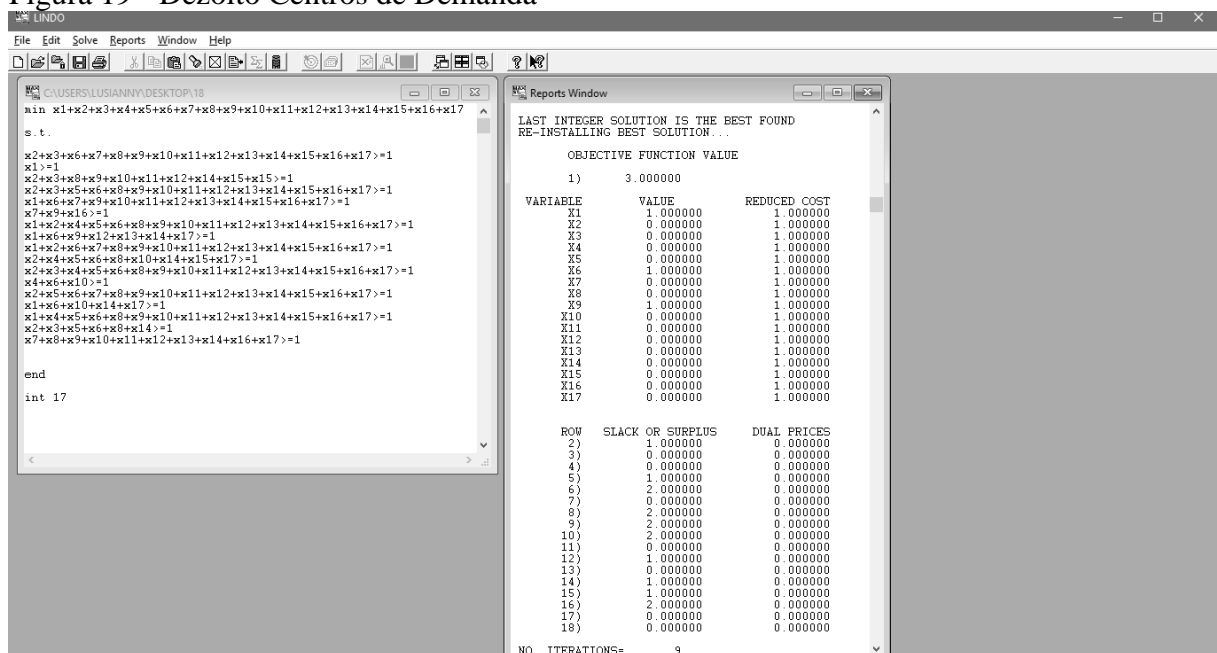 Figura 19 - Dezoito Centros de Demanda
LINDO
File Edit Solve Reports Window Help
C:\USERS\LUSIANNY\DESKTOP\18
min x1+x2+x3+x4+x5+x6+x7+x8+x9+x10+x11+x12+x13+x14+x15+x16+x17
s.t.
x2+x3+x6+x7+x8+x9+x10+x11+x12+x13+x14+x15+x16+x17>=1
x1>=1
x2+x3+x8+x9+x10+x11+x12+x14+x15+x15>=1
x2+x3+x5+x6+x8+x9+x10+x11+x12+x13+x14+x15+x16+x17>=1
x1+x6+x7+x9+x10+x11+x12+x13+x14+x15+x16+x17>=1
x7+x9+x16>=1
x1+x2+x4+x5+x6+x8+x9+x10+x11+x12+x13+x14+x15+x16+x17>=1
x1+x6+x9+x12+x13+x14+x17>=1
x1+x2+x6+x7+x8+x9+x10+x11+x12+x13+x14+x15+x16+x17>=1
x2+x4+x5+x6+x8+x10+x14+x15+x17>=1
x2+x3+x4+x5+x6+x8+x9+x10+x11+x12+x13+x14+x15+x16+x17>=1
x4+x6+x10>=1
x2+x5+x6+x7+x8+x9+x10+x11+x12+x13+x14+x15+x16+x17>=1
x1+x6+x10+x14+x17>=1
x1+x4+x5+x6+x8+x9+x10+x11+x12+x13+x14+x15+x16+x17>=1
x2+x3+x5+x6+x8+x14>=1
x7+x8+x9+x10+x11+x12+x13+x14+x16+x17>=1
end
int 17
Reports Window
LAST INTEGER SOLUTION IS THE BEST FOUND
RE-INSTALLING BEST SOLUTION...
OBJECTIVE FUNCTION VALUE
1) 3.000000
VARIABLE VALUE REDUCED COST
X1 1.000000 1.000000
X2 0.000000 1.000000
X3 0.000000 1.000000
X4 0.000000 1.000000
X5 0.000000 1.000000
X6 1.000000 1.000000
X7 0.000000 1.000000
X8 0.000000 1.000000
X9 1.000000 1.000000
X10 0.000000 1.000000
X11 0.000000 1.000000
X12 0.000000 1.000000
X13 0.000000 1.000000
X14 0.000000 1.000000
X15 0.000000 1.000000
X16 0.000000 1.000000
X17 0.000000 1.000000
ROW SLACK OR SURPLUS DUAL PRICES
2) 1.000000 0.000000
3) 0.000000 0.000000
4) 0.000000 0.000000
5) 1.000000 0.000000
6) 2.000000 0.000000
7) 0.000000 0.000000
8) 2.000000 0.000000
9) 2.000000 0.000000
10) 2.000000 0.000000
11) 0.000000 0.000000
12) 1.000000 0.000000
13) 0.000000 0.000000
14) 1.000000 0.000000
15) 1.000000 0.000000
16) 2.000000 0.000000
17) 0.000000 0.000000
18) 0.000000 0.000000
NO. ITERATIONS= 9